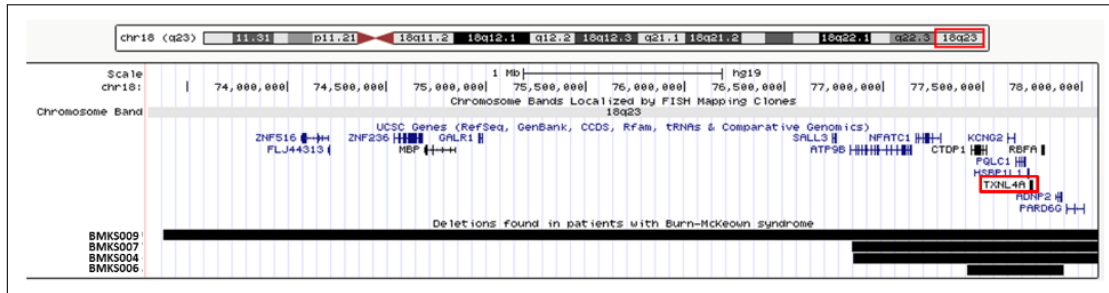 chr18 (q23) 11.31 p11.21 18q11.2 18q12.1 q12.2 18q12.3 q21.1 18q21.2 18q22.1 q22.3 18q23
Scale 1 Mb hg19
chr18: 74,000,000 74,500,000 75,000,000 75,500,000 76,000,000 76,500,000 77,000,000 77,500,000 78,000,000
Chromosome Bands Localized by FISH Mapping Clones
Chromosome Band 18q23
UCSC Genes (RefSeq, GenBank, CCDS, Rfam, tRNAs & Comparative Genomics)
ZNF516 ZNF236 GALR1 SALL3 NFATC1 KCNG2
FLJ44313 MBP ATP9B CTDP1 RBFA
PQLC1
HSBP1L1
TXNL4A
ADNP2
PARD6G
Deletions found in patients with Burn-McKeown syndrome
BMKS009
BMKS007
BMKS004
BMKS006